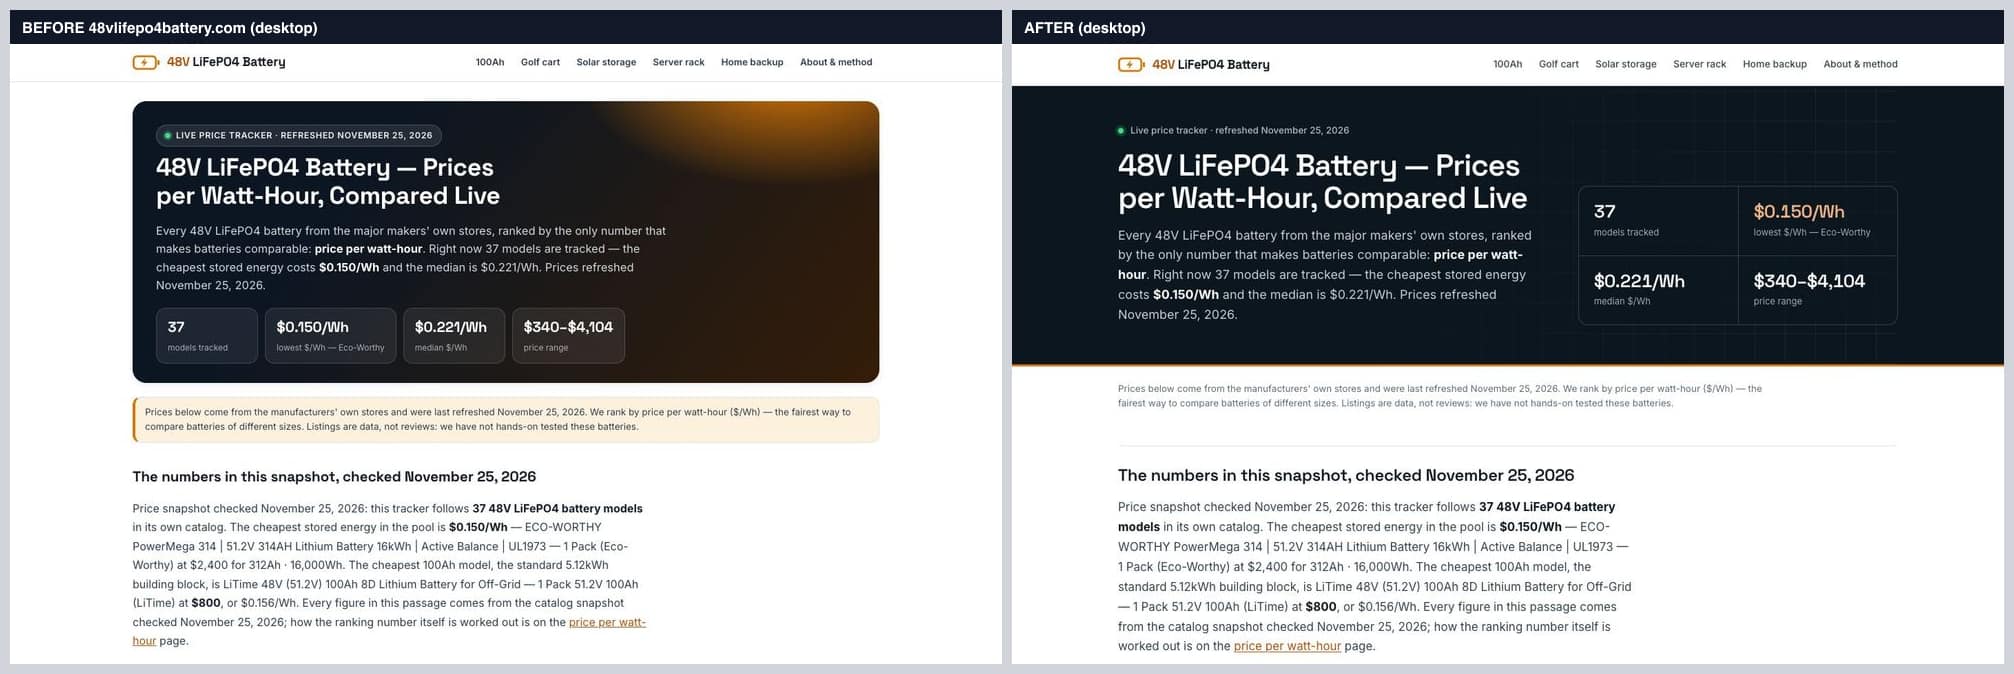 BEFORE 48vlifepo4battery.com (desktop)
48V LiFePO4 Battery
100Ah Golf cart Solar storage Server rack Home backup About & method
LIVE PRICE TRACKER · REFRESHED NOVEMBER 25, 2026
48V LiFePO4 Battery — Prices
per Watt-Hour, Compared Live
Every 48V LiFePO4 battery from the major makers' own stores, ranked by the only number that
makes batteries comparable: price per watt-hour. Right now 37 models are tracked — the
cheapest stored energy costs $0.150/Wh and the median is $0.221/Wh. Prices refreshed
November 25, 2026.
37 $0.150/Wh $0.221/Wh $340–$4,104
models tracked lowest $/Wh — Eco-Worthy median $/Wh price range
Prices below come from the manufacturers' own stores and were last refreshed November 25, 2026. We rank by price per watt-hour ($/Wh) — the fairest way to
compare batteries of different sizes. Listings are data, not reviews: we have not hands-on tested these batteries.
The numbers in this snapshot, checked November 25, 2026
Price snapshot checked November 25, 2026: this tracker follows 37 48V LiFePO4 battery models
in its own catalog. The cheapest stored energy in the pool is $0.150/Wh — ECO-WORTHY
PowerMega 314 | 51.2V 314AH Lithium Battery 16kWh | Active Balance | UL1973 — 1 Pack (Eco-
Worthy) at $2,400 for 312Ah · 16,000Wh. The cheapest 100Ah model, the standard 5.12kWh
building block, is LiTime 48V (51.2V) 100Ah 8D Lithium Battery for Off-Grid — 1 Pack 51.2V 100Ah
(LiTime) at $800, or $0.156/Wh. Every figure in this passage comes from the catalog snapshot
checked November 25, 2026; how the ranking number itself is worked out is on the price per watt-
hour page.
AFTER (desktop)
48V LiFePO4 Battery
100Ah Golf cart Solar storage Server rack Home backup About & method
Live price tracker · refreshed November 25, 2026
48V LiFePO4 Battery — Prices
per Watt-Hour, Compared Live
Every 48V LiFePO4 battery from the major makers' own stores, ranked
by the only number that makes batteries comparable: price per watt-
hour. Right now 37 models are tracked — the cheapest stored energy
costs $0.150/Wh and the median is $0.221/Wh. Prices refreshed
November 25, 2026.
37 $0.150/Wh
models tracked lowest $/Wh — Eco-Worthy
$0.221/Wh $340–$4,104
median $/Wh price range
Prices below come from the manufacturers' own stores and were last refreshed November 25, 2026. We rank by price per watt-hour ($/Wh) — the
fairest way to compare batteries of different sizes. Listings are data, not reviews: we have not hands-on tested these batteries.
The numbers in this snapshot, checked November 25, 2026
Price snapshot checked November 25, 2026: this tracker follows 37 48V LiFePO4 battery
models in its own catalog. The cheapest stored energy in the pool is $0.150/Wh — ECO-
WORTHY PowerMega 314 | 51.2V 314AH Lithium Battery 16kWh | Active Balance | UL1973 —
1 Pack (Eco-Worthy) at $2,400 for 312Ah · 16,000Wh. The cheapest 100Ah model, the
standard 5.12kWh building block, is LiTime 48V (51.2V) 100Ah 8D Lithium Battery for Off-Grid
— 1 Pack 51.2V 100Ah (LiTime) at $800, or $0.156/Wh. Every figure in this passage comes
from the catalog snapshot checked November 25, 2026; how the ranking number itself is
worked out is on the price per watt-hour page.